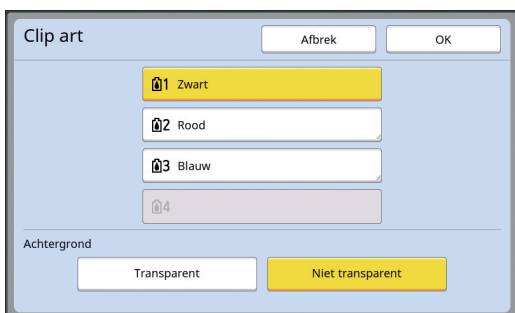 Clip art
Afbrek
OK
1 Zwart
2 Rood
3 Blauw
4
Achtergrond
Transparent
Niet transparent